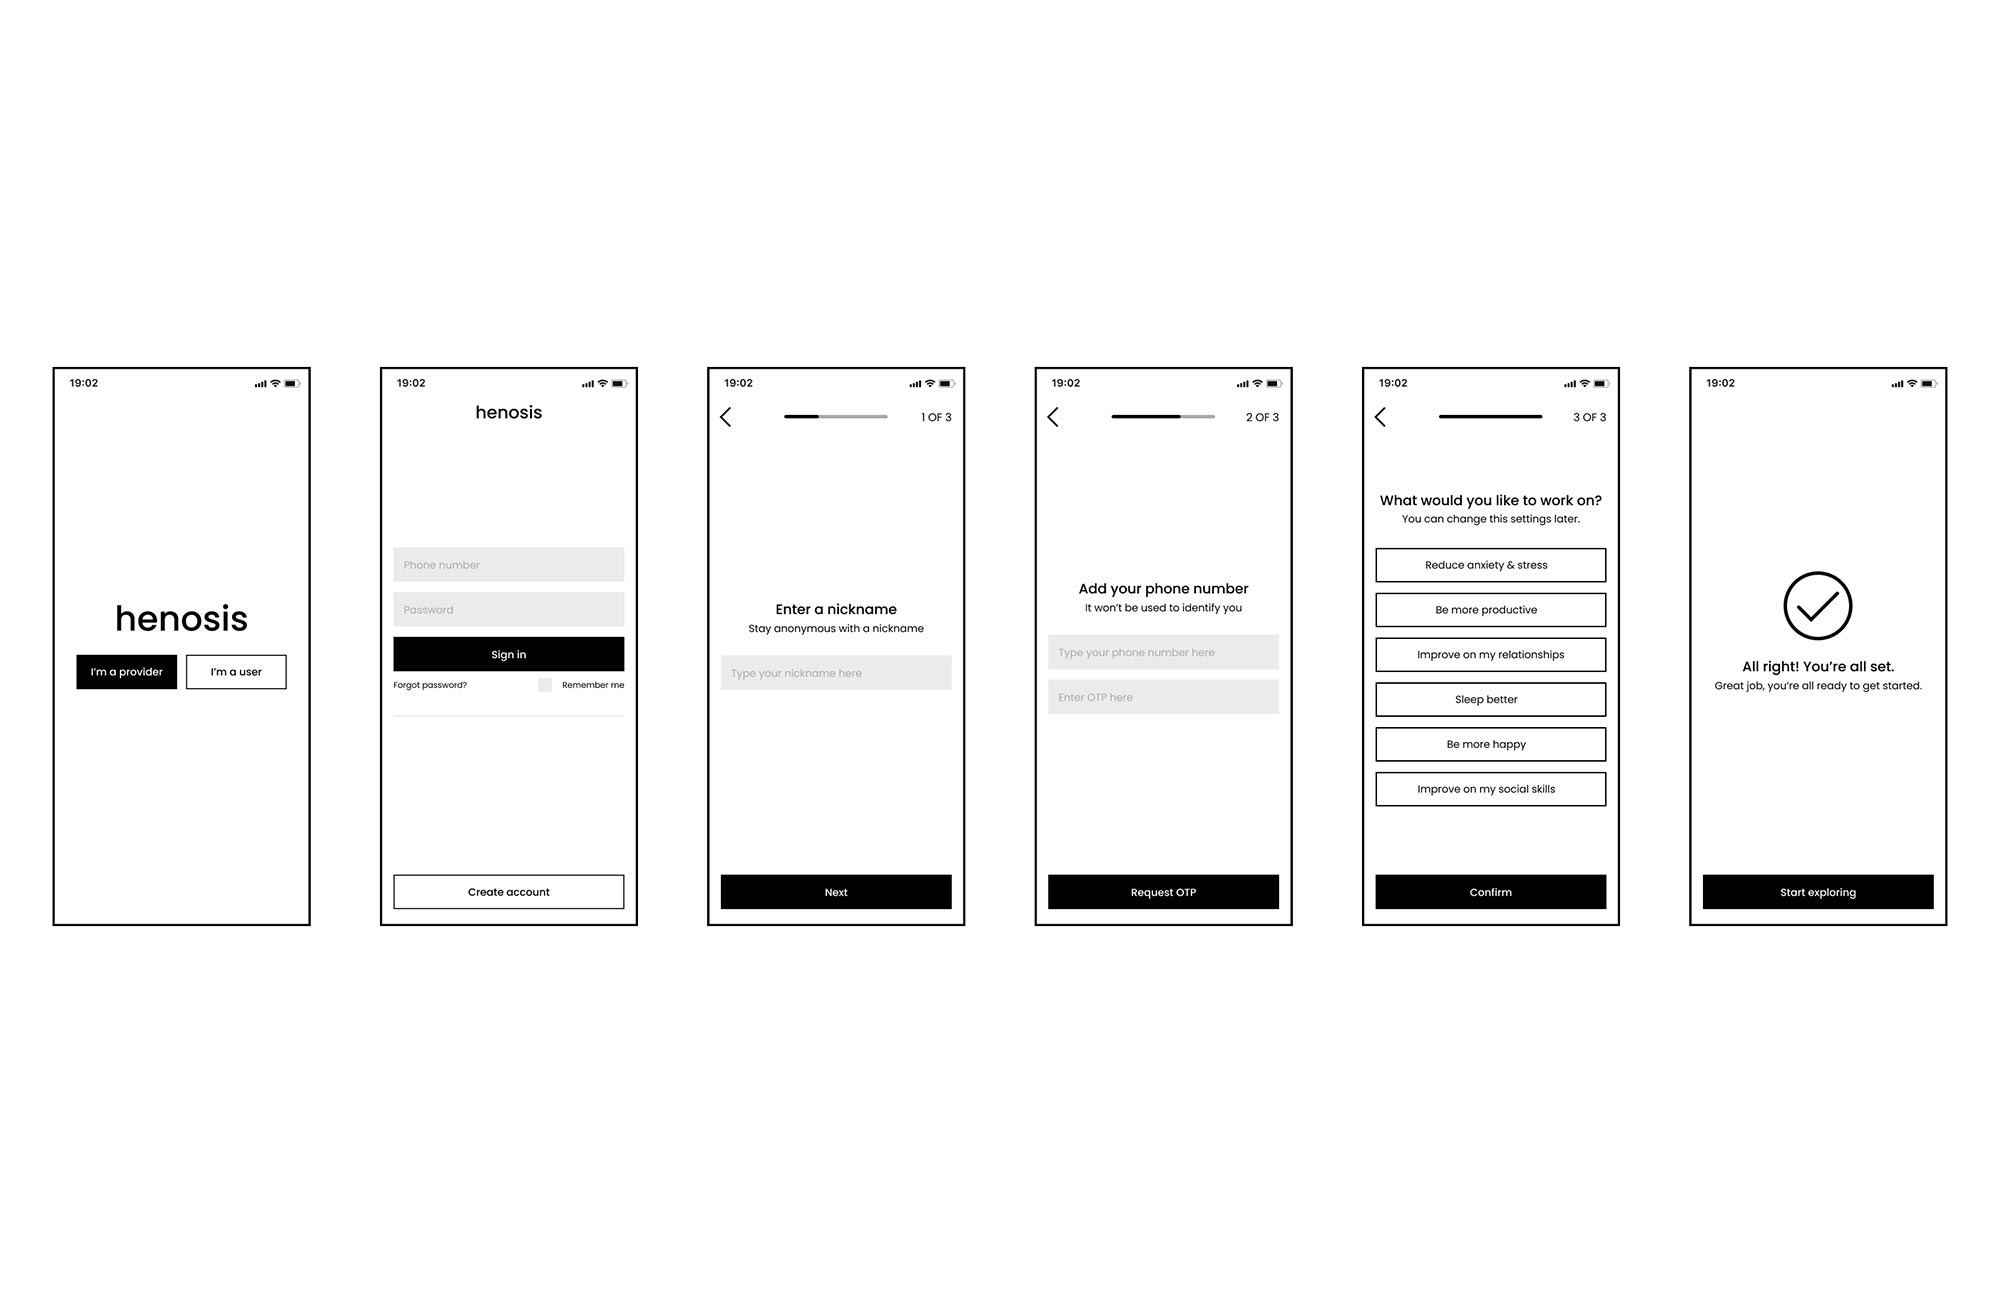 19:02
henosis
I'm a provider
I'm a user
19:02
henosis
Phone number
Password
Sign in
Forgot password?
Remember me
Create account
19:02
1 OF 3
Enter a nickname
Stay anonymous with a nickname
Type your nickname here
Next
19:02
2 OF 3
Add your phone number
It won't be used to identify you
Type your phone number here
Enter OTP here
Request OTP
19:02
3 OF 3
What would you like to work on?
You can change this settings later.
Reduce anxiety & stress
Be more productive
Improve on my relationships
Sleep better
Be more happy
Improve on my social skills
Confirm
19:02
All right! You're all set.
Great job, you're all ready to get started.
Start exploring